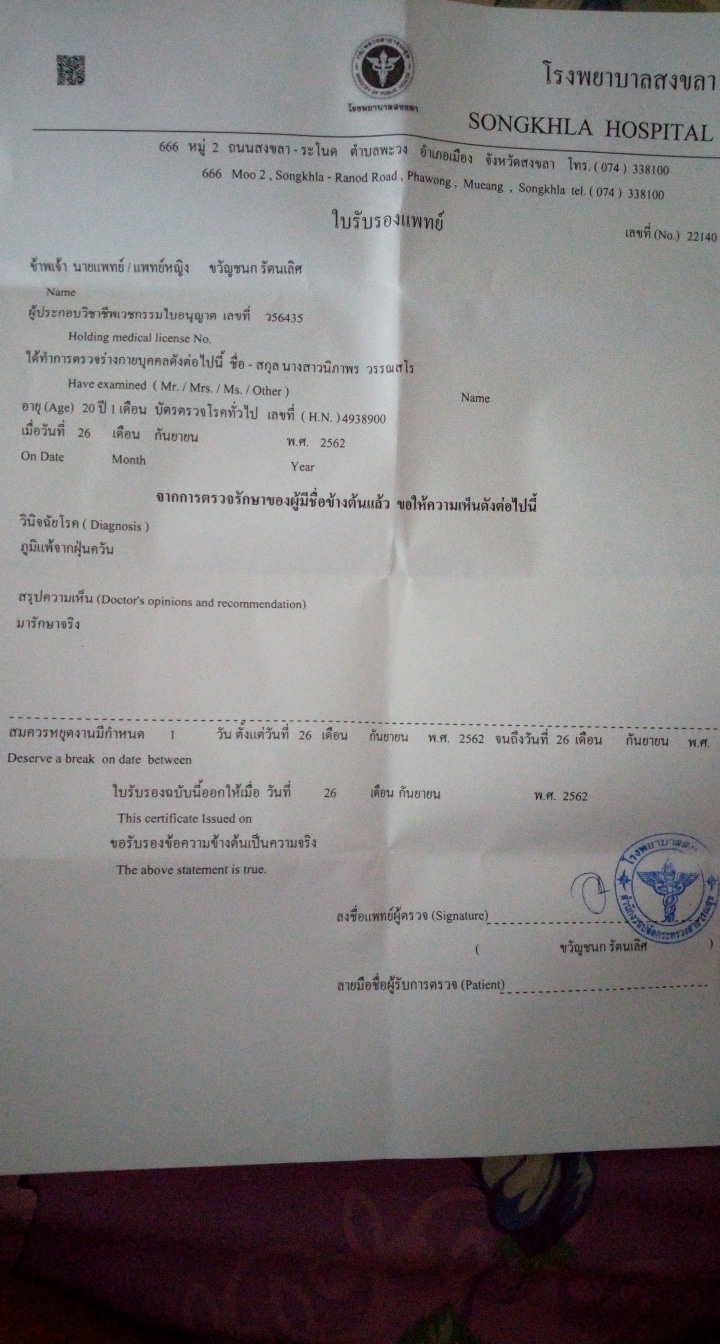 โรงพยาบาลสงขลา
โรงพยาบาลสงขลา
SONGKHLA HOSPITAL
666 หมู่ 2 ถนนสงขลา - ระโนด ตำบลพะวง อำเภอเมือง จังหวัดสงขลา โทร. ( 074 ) 338100
666 Moo 2 , Songkhla - Ranod Road , Phawong , Mueang , Songkhla tel. ( 074 ) 338100
ใบรับรองแพทย์
เลขที่ (No.) 22140
ข้าพเจ้า นายแพทย์ / แพทย์หญิง ขวัญชนก รัตนเลิศ
Name
ผู้ประกอบวิชาชีพเวชกรรมใบอนุญาต เลขที่ ว56435
Holding medical license No.
ได้ทำการตรวจร่างกายบุคคลดังต่อไปนี้ ชื่อ - สกุล นางสาวนิภาพร วรรณสโร
Have examined ( Mr. / Mrs. / Ms. / Other ) Name
อายุ (Age) 20 ปี 1 เดือน บัตรตรวจโรคทั่วไป เลขที่ ( H.N. ) 4938900
เมื่อวันที่ 26 เดือน กันยายน พ.ศ. 2562
On Date Month Year
จากการตรวจรักษาของผู้มีชื่อข้างต้นแล้ว ขอให้ความเห็นดังต่อไปนี้
วินิจฉัยโรค ( Diagnosis )
ภูมิแพ้จากฝุ่นควัน
สรุปความเห็น (Doctor's opinions and recommendation)
มารักษาจริง
สมควรหยุดงานมีกำหนด 1 วัน ตั้งแต่วันที่ 26 เดือน กันยายน พ.ศ. 2562 จนถึงวันที่ 26 เดือน กันยายน พ.ศ.
Deserve a break on date between
ใบรับรองฉบับนี้ออกให้เมื่อ วันที่ 26 เดือน กันยายน พ.ศ. 2562
This certificate Issued on
ขอรับรองข้อความข้างต้นเป็นความจริง
The above statement is true.
ลงชื่อแพทย์ผู้ตรวจ (Signature)
( ขวัญชนก รัตนเลิศ )
ลายมือชื่อผู้รับการตรวจ (Patient)
สำนักงานปลัดกระทรวงสาธารณสุข